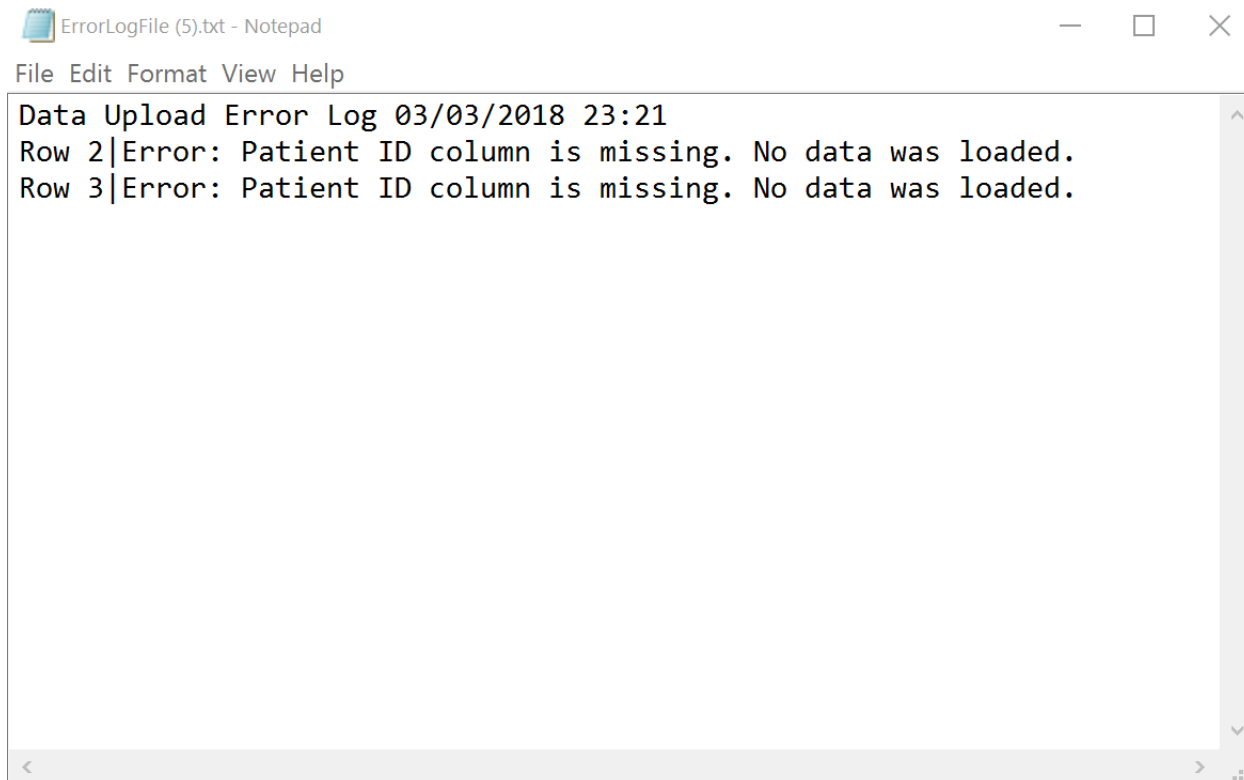 ErrorLogFile (5).txt - Notepad
File Edit Format View Help
Data Upload Error Log 03/03/2018 23:21
Row 2|Error: Patient ID column is missing. No data was loaded.
Row 3|Error: Patient ID column is missing. No data was loaded.